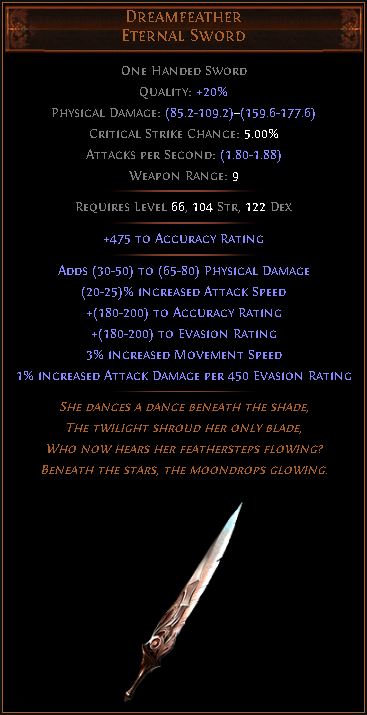 Dreamfeather
Eternal Sword
One Handed Sword
Quality: +20%
Physical Damage: (85.2-109.2)–(159.6-177.6)
Critical Strike Chance: 5.00%
Attacks per Second: (1.80-1.88)
Weapon Range: 9
Requires Level 66, 104 Str, 122 Dex
+475 to Accuracy Rating
Adds (30-50) to (65-80) Physical Damage
(20-25)% increased Attack Speed
+(180-200) to Accuracy Rating
+(180-200) to Evasion Rating
3% increased Movement Speed
1% increased Attack Damage per 450 Evasion Rating
She dances a dance beneath the shade,
The twilight shroud her only blade,
Who now hears her feathersteps flowing?
Beneath the stars, the moondrops glowing.